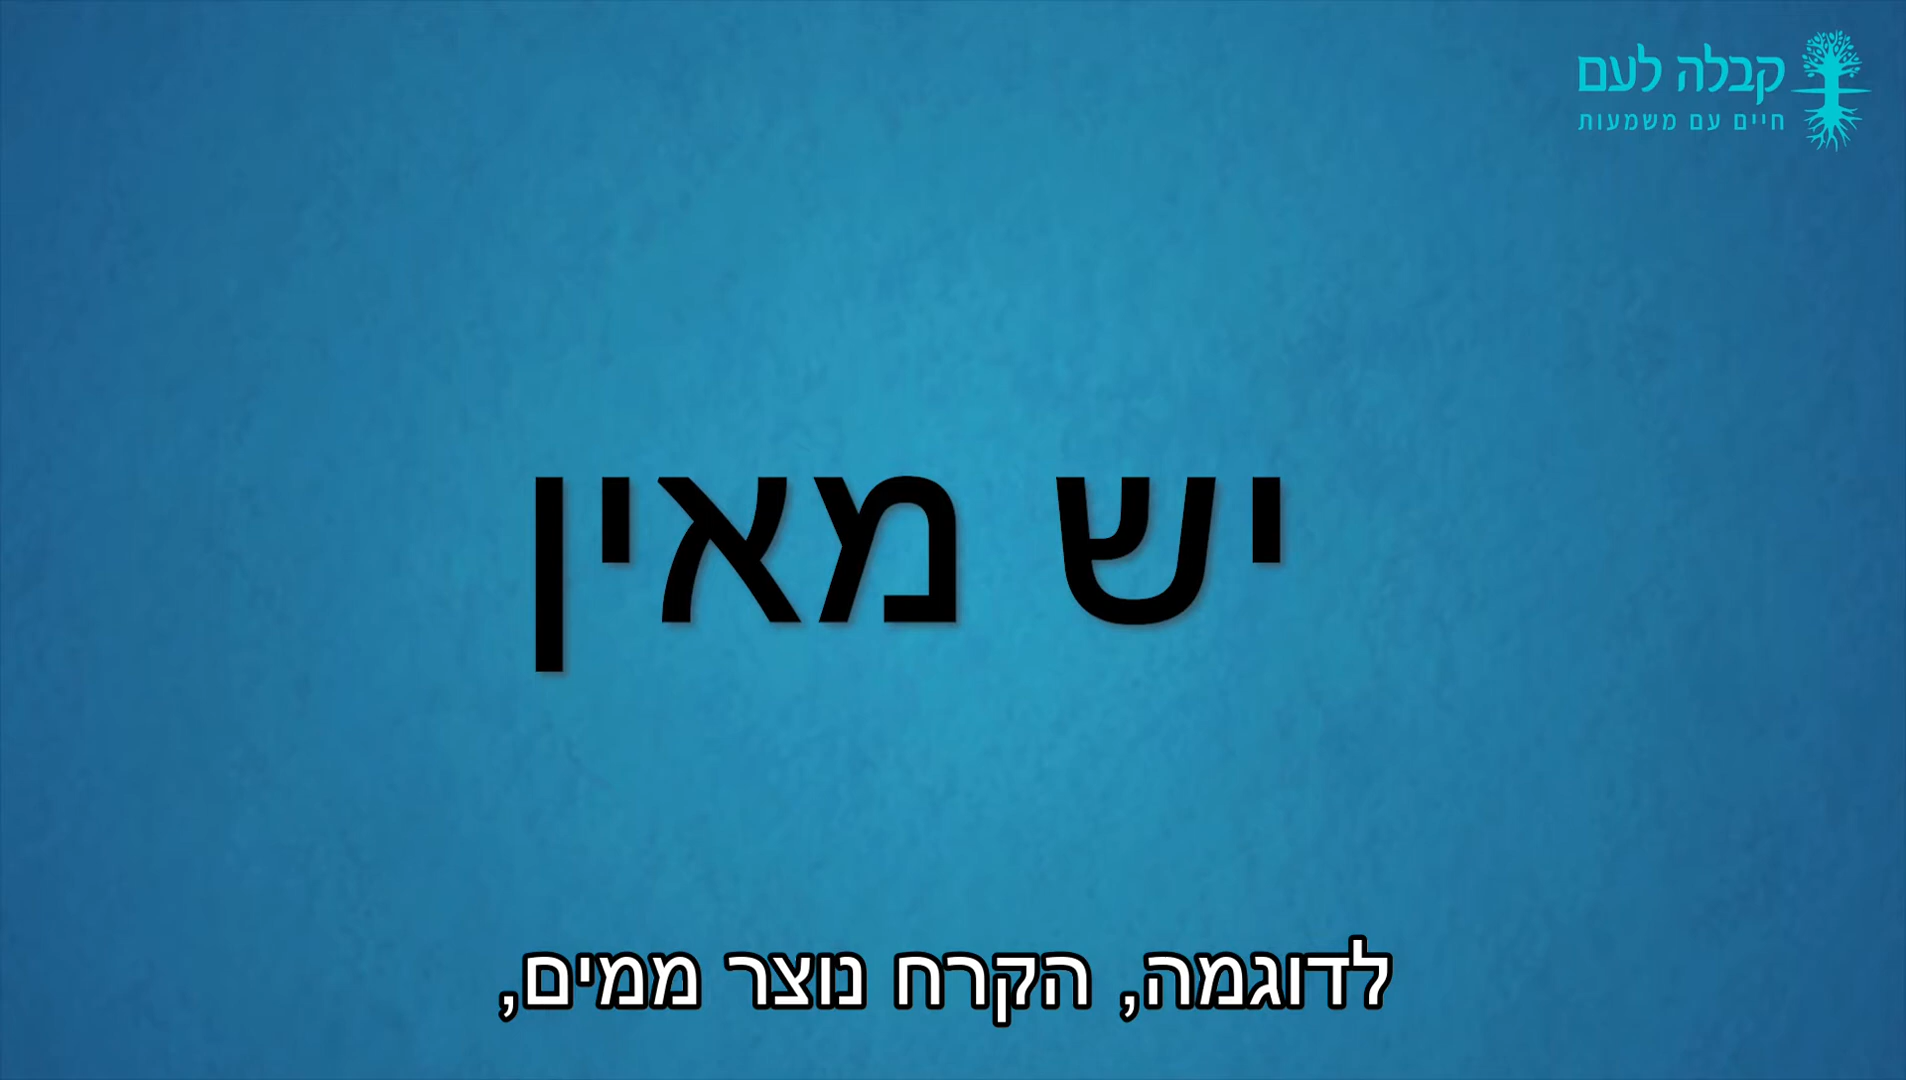 קבלה לעם
חיים עם משמעות
יש מאין
לדוגמה, הקרח נוצר ממים,